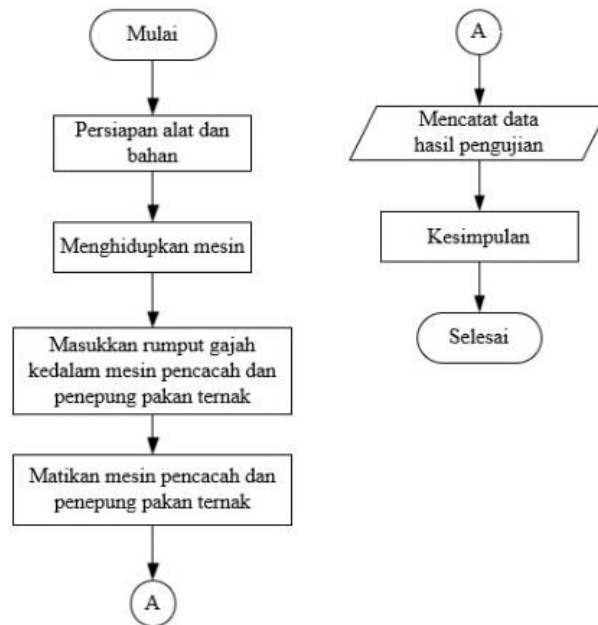 Mulai
Persiapan alat dan
bahan
Menghidupkan mesin
Masukkan rumput gajah
kedalam mesin pencacah dan
penepung pakan ternak
Matikan mesin pencacah dan
penepung pakan ternak
A
A
Mencatat data
hasil pengujian
Kesimpulan
Selesai